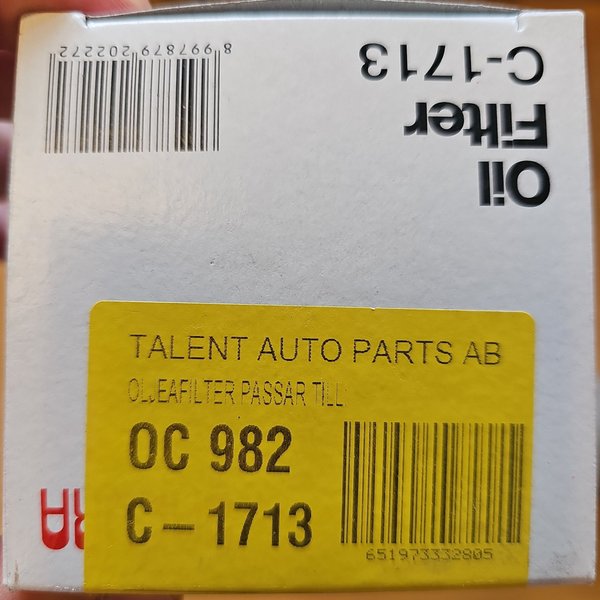 Oil
Filter
C-1713
8 997879 202272
TALENT AUTO PARTS AB
OLJEAFILTER PASSAR TILL:
OC 982
C-1713
651973332805